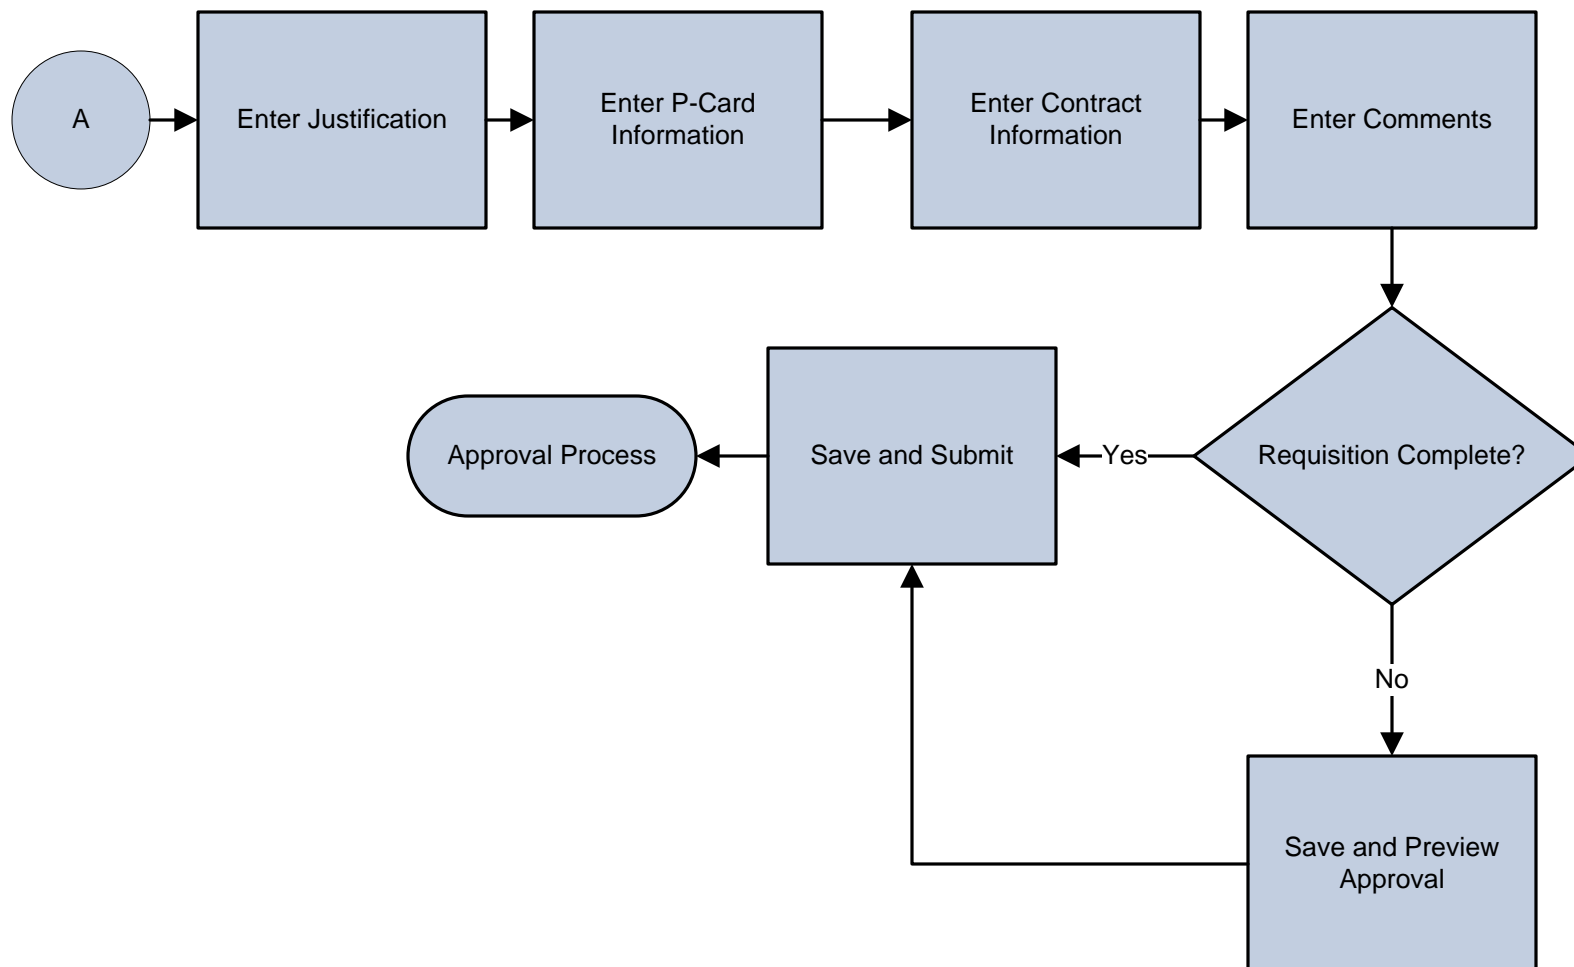 A
Enter Justification
Enter P-Card
Information
Enter Contract
Information
Enter Comments
Approval Process
Save and Submit
Yes
Requisition Complete?
No
Save and Preview
Approval